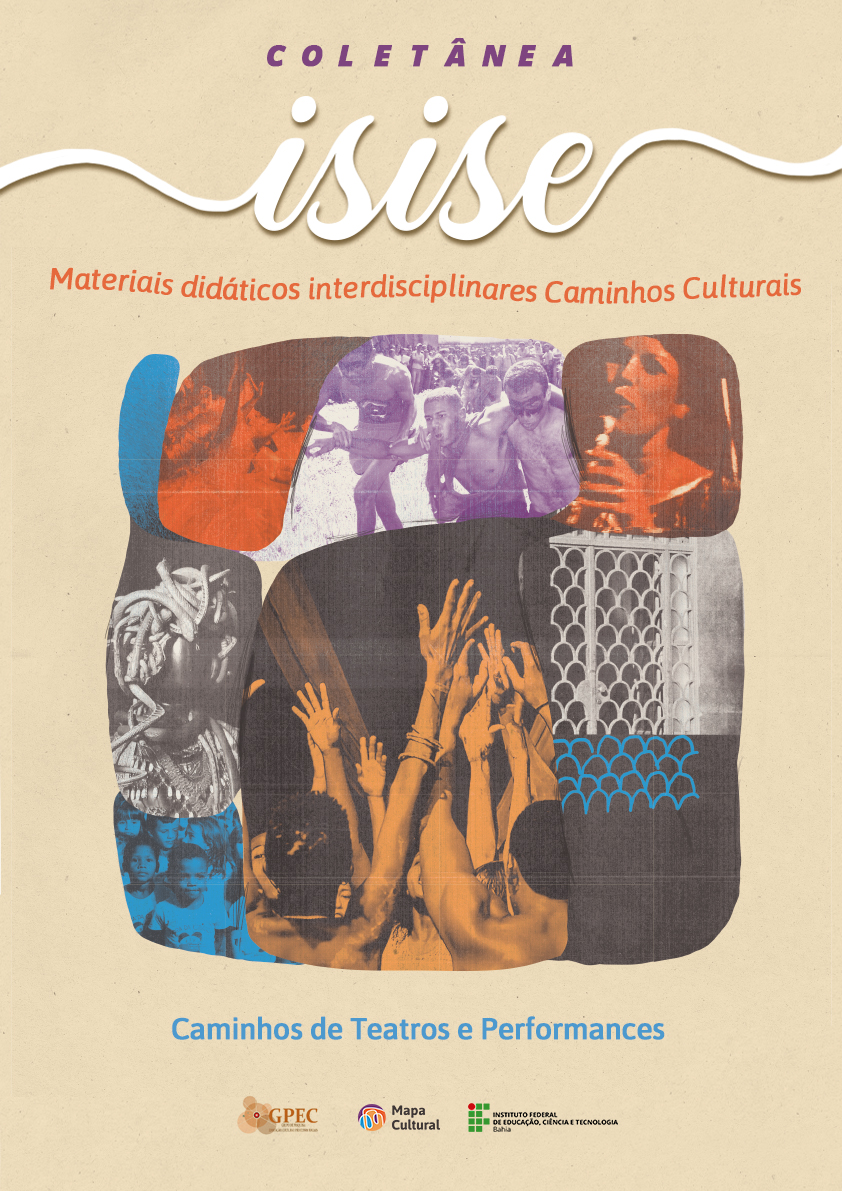 COLETÂNEA
isise
Materiais didáticos interdisciplinares Caminhos Culturais
Caminhos de Teatros e Performances
GPEC
Mapa
Cultural
INSTITUTO FEDERAL
DE EDUCAÇÃO, CIÊNCIA E TECNOLOGIA
Bahia